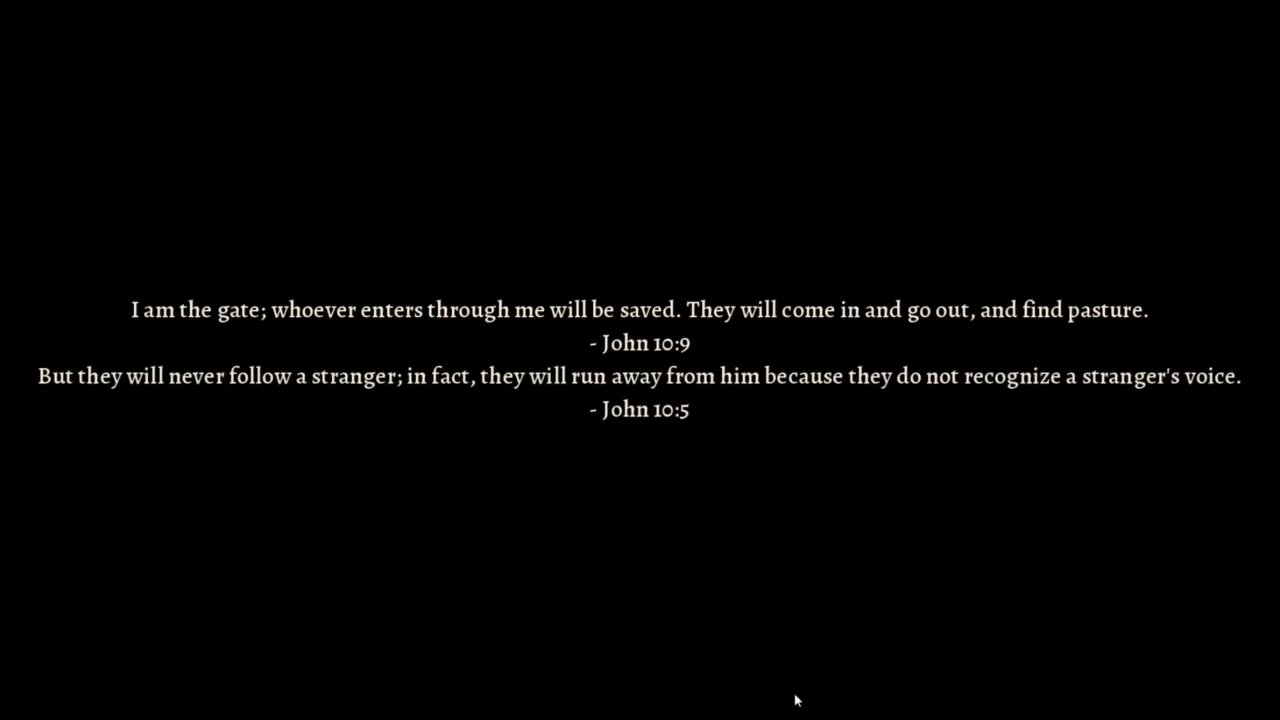 I am the gate; whoever enters through me will be saved. They will come in and go out, and find pasture.
- John 10:9
But they will never follow a stranger; in fact, they will run away from him because they do not recognize a stranger's voice.
- John 10:5